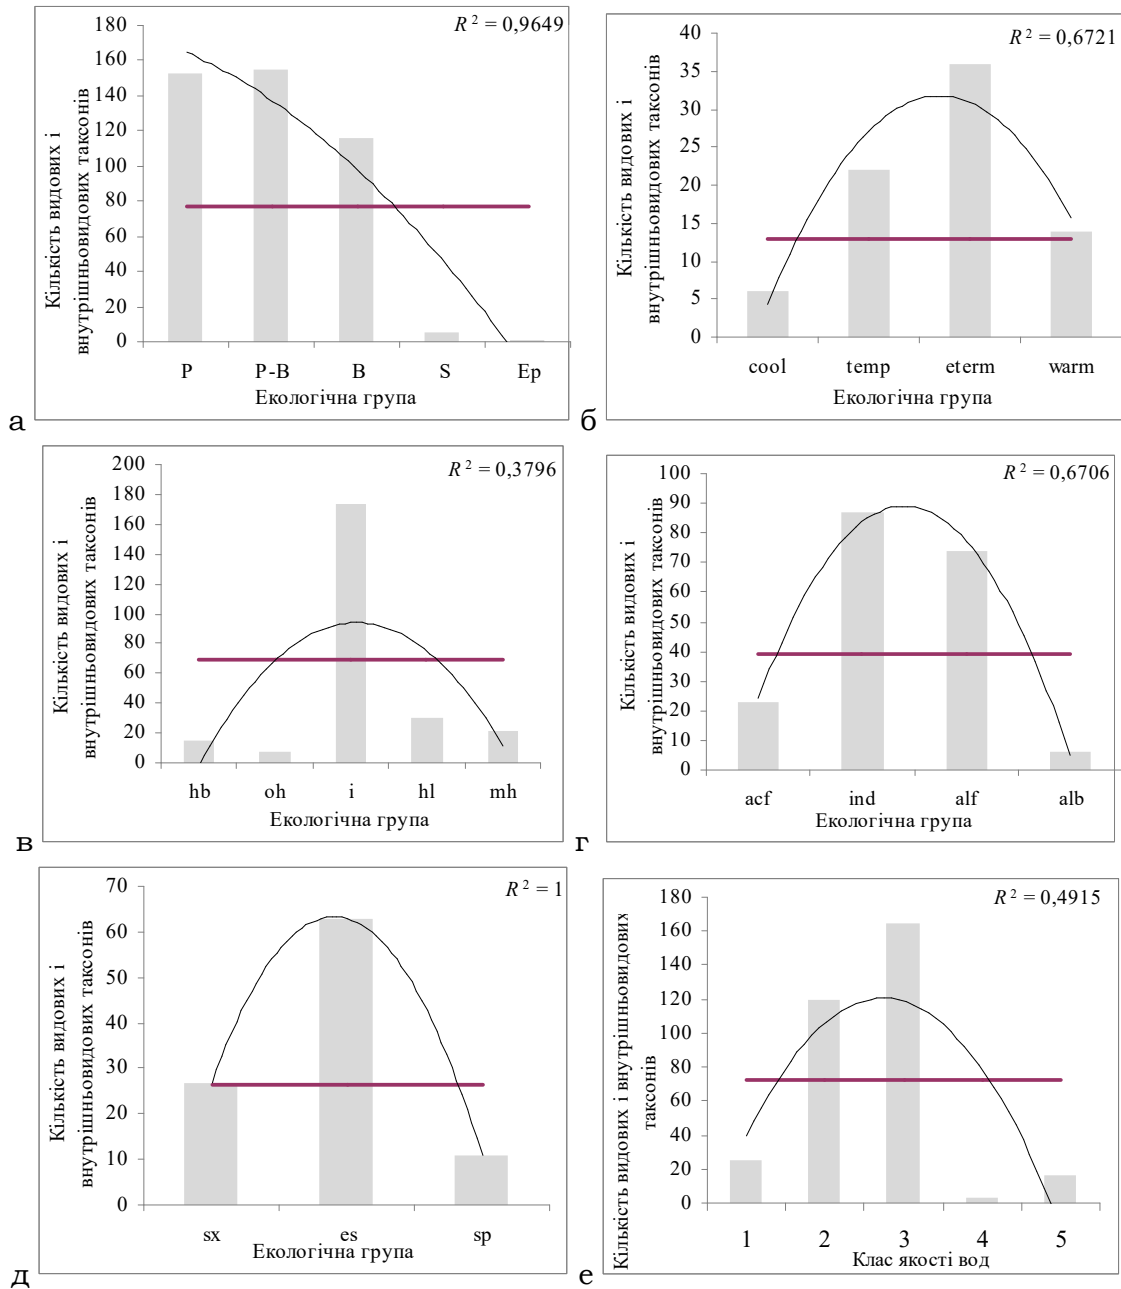 R² = 0,9649
Кількість видових і
внутрішньовидових таксонів
180
160
140
120
100
80
60
40
20
0
P P-B B S Ep
Екологічна група
а
R² = 0,6721
Кількість видових і
внутрішньовидових таксонів
40
35
30
25
20
15
10
5
0
cool temp eterm warm
Екологічна група
б
R² = 0,3796
Кількість видових і
внутрішньовидових таксонів
200
180
160
140
120
100
80
60
40
20
0
hb oh i hl mh
Екологічна група
в
R² = 0,6706
Кількість видових і
внутрішньовидових таксонів
100
90
80
70
60
50
40
30
20
10
0
acf ind alf alb
Екологічна група
г
R² = 1
Кількість видових і
внутрішньовидових таксонів
70
60
50
40
30
20
10
0
sx es sp
Екологічна група
д
R² = 0,4915
Кількість видових і внутрішньовидових
таксонів
180
160
140
120
100
80
60
40
20
0
1 2 3 4 5
Клас якості вод
е